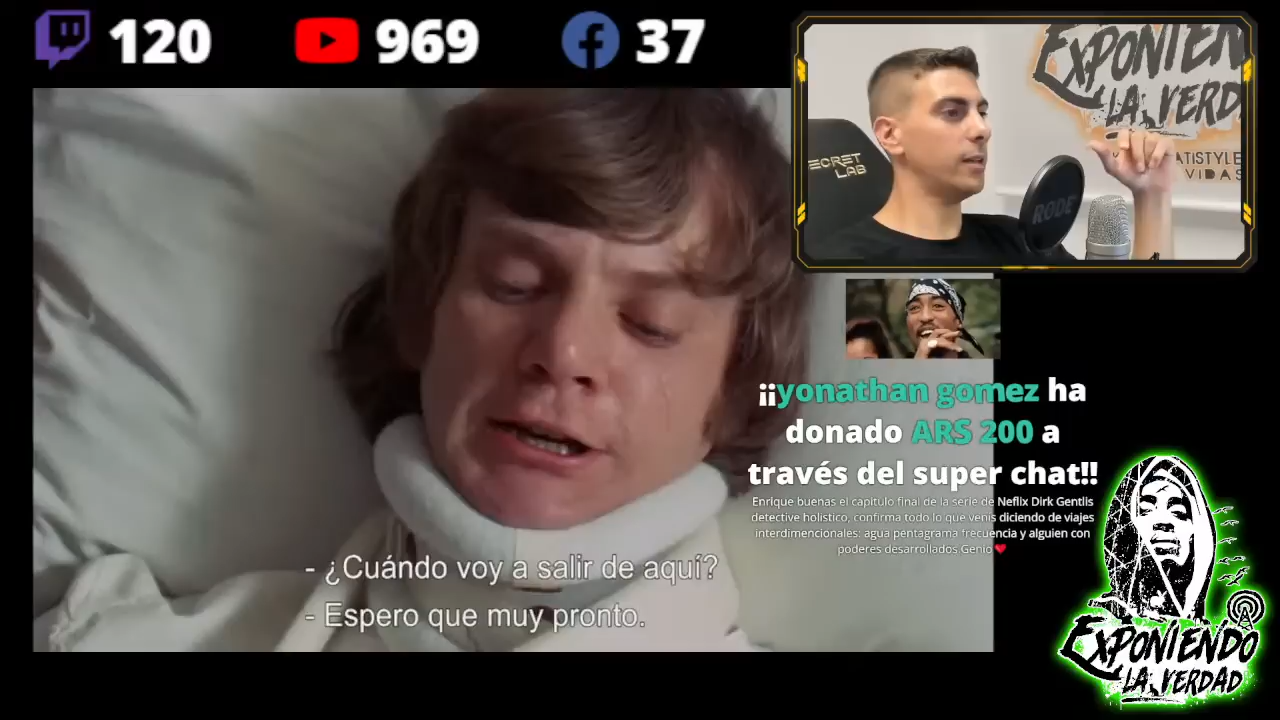 120
969
37
EXPONIEN
LA VERD
ATISTYLE
VIDAS
SECRET
LAB
RODE
¡¡yonathan gomez ha
donado ARS 200 a
través del super chat!!
Enrique buenas el capitulo final de la serie de Neflix Dirk Gentlis
detective holistico, confirma todo lo que venis diciendo de viajes
interdimencionales: agua pentagrama frecuencia y alguien con
poderes desarrollados Genio
- ¿Cuándo voy a salir de aquí?
- Espero que muy pronto.
EXPONIENDO
LA VERDAD